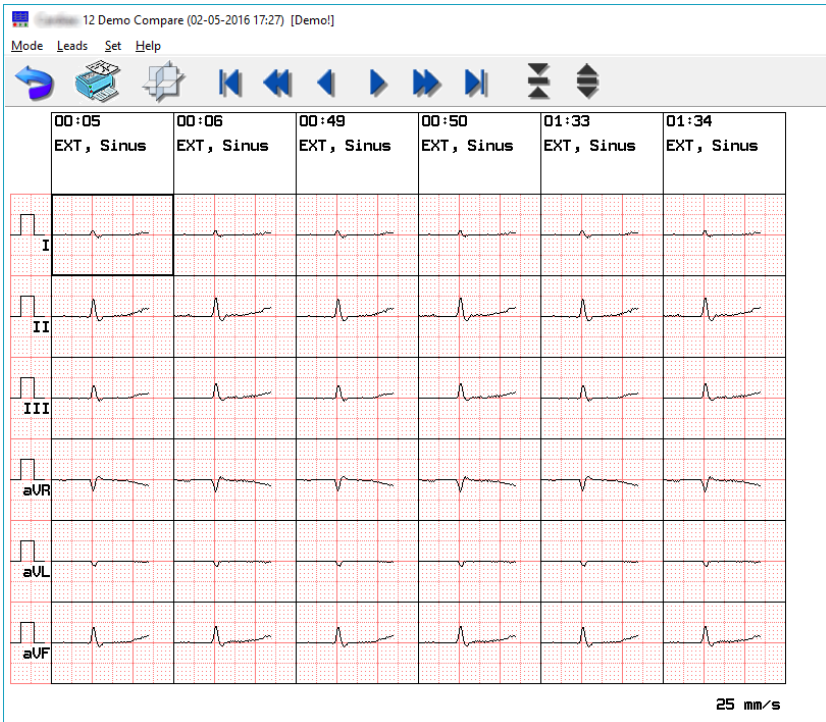 12 Demo Compare (02-05-2016 17:27) [Demo!]
Mode Leads Set Help
00:05 00:06 00:49 00:50 01:33 01:34
EXT, Sinus EXT, Sinus EXT, Sinus EXT, Sinus EXT, Sinus EXT, Sinus
I
II
III
aVR
aVL
aVF
25 mm/s